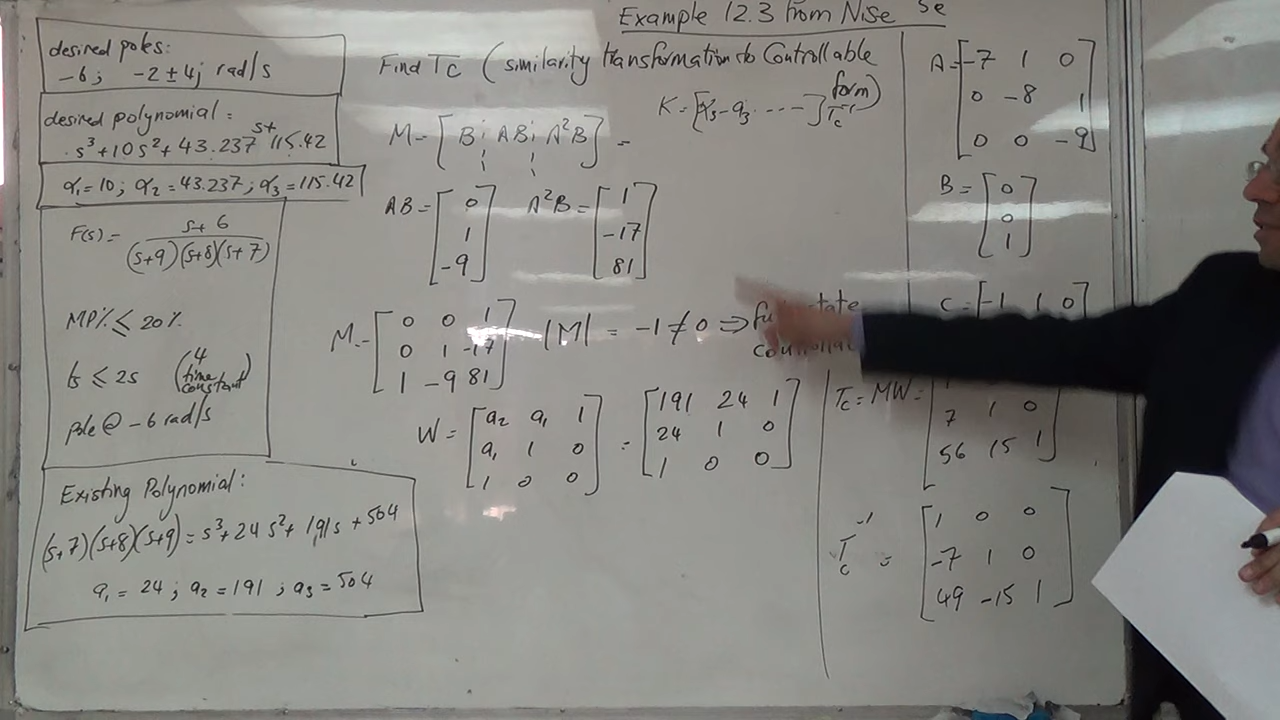 Example 12.3 from Nise Se
desired poles:
-6; -2 ± 4j rad/s
desired polynomial:
s³+10s²+43.237s+115.42
α₁=10; α₂=43.237; α₃=115.42
F(s)= s+6 / (s+9)(s+8)(s+7)
MP% ≤ 20%
ts ≤ 2s (4 time constant)
pole @ -6 rad/s
Existing Polynomial:
(s+7)(s+8)(s+9)=s³+24s²+191s+504
a₁=24; a₂=191; a₃=504
Find Tc (similarity transformation to Controllable form)
K=[α₃-a₃ ......] Tc⁻¹
M=[B AB A²B]=
AB=[0
1
-9]
A²B=[1
-17
81]
M=[0 0 1
0 1 -17
1 -9 81]
|M| = -1≠0 ⇒
W=[a₂ a₁ 1
a₁ 1 0
1 0 0]
=[191 24 1
24 1 0
1 0 0]
A=[-7 1 0
0 -8 1
0 0 -9]
B=[0
0
1]
C=[-1 1 0]
Tc=MW=
7 1 0
56 15 1
Tc⁻¹=[1 0 0
-7 1 0
49 -15 1]